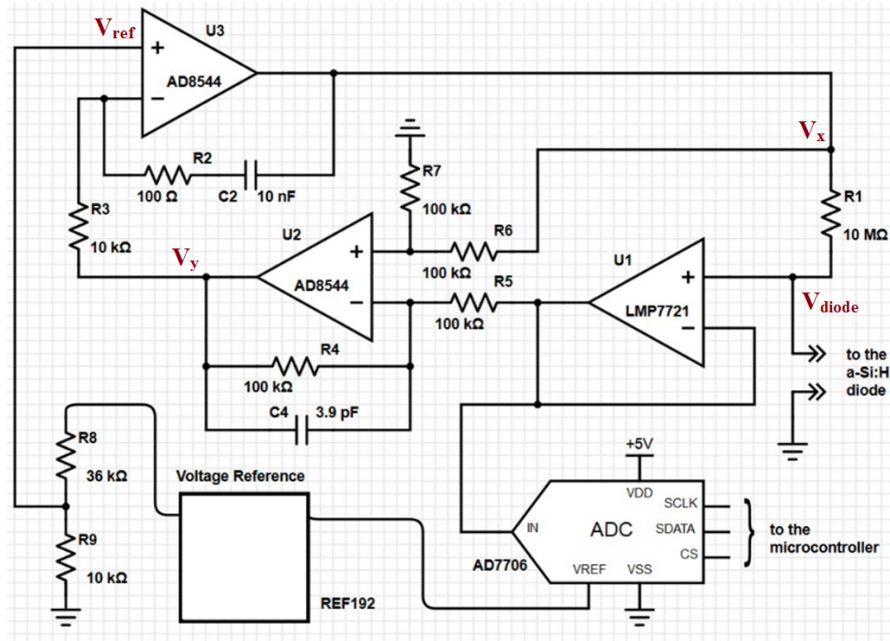 Vref
U3
+
AD8544
−
Vx
R2
100 Ω
C2
10 nF
R7
100 kΩ
R1
10 MΩ
R3
10 kΩ
Vy
U2
+
AD8544
−
R6
100 kΩ
R5
100 kΩ
U1
+
LMP7721
−
Vdiode
to the
a-Si:H
diode
R4
100 kΩ
C4
3.9 pF
R8
36 kΩ
R9
10 kΩ
Voltage Reference
REF192
+5V
VDD
IN
ADC
SCLK
SDATA
CS
AD7706
VREF
VSS
to the
microcontroller